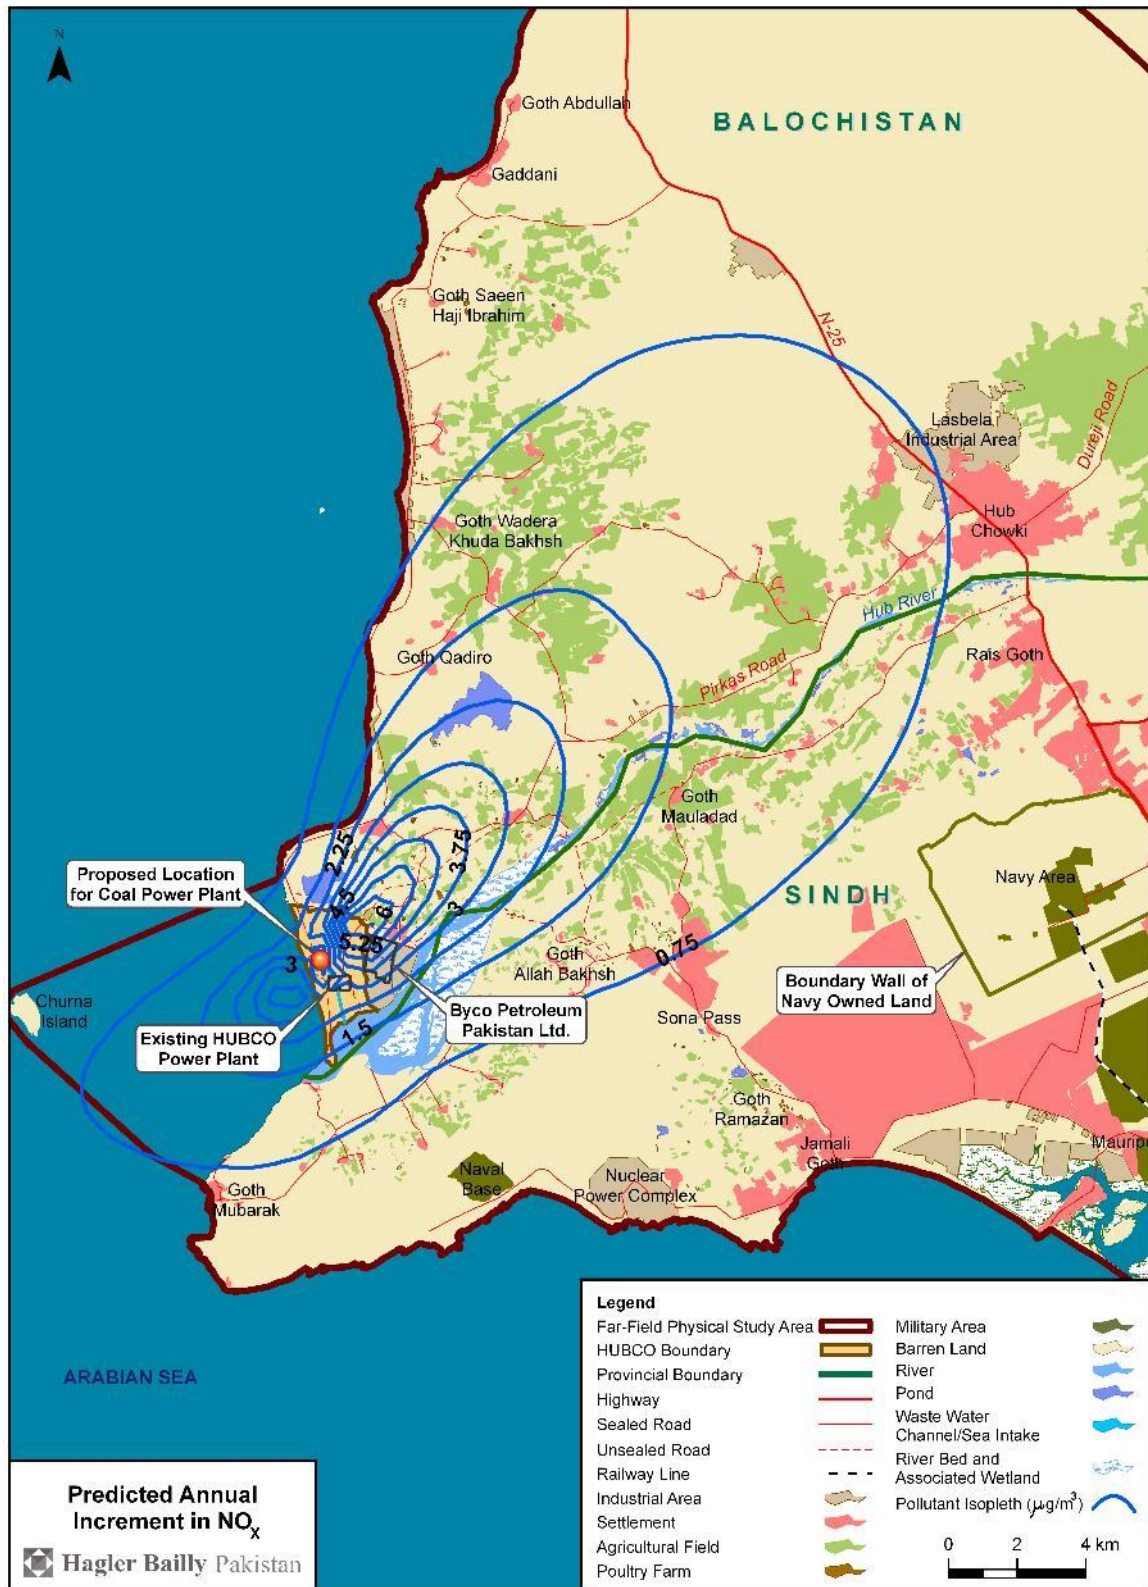 N
Goth Abdullah
BALOCHISTAN
Gaddani
Goth Saeen
Haji Ibrahim
N-25
Lasbela
Industrial Area
Dureji Road
Goth Wadera
Khuda Bakhsh
Hub
Chowki
Hub River
Goth Qadiro
Pirkas Road
Rais Goth
Goth
Mauladad
2.25
3.75
Proposed Location
for Coal Power Plant
4.5
6
3
SINDH
Navy Area
5.25
3
Goth
Allah Bakhsh
0.75
Boundary Wall of
Navy Owned Land
Churna
Island
Existing HUBCO
Power Plant
1.5
Byco Petroleum
Pakistan Ltd.
Sona Pass
Goth
Ramazan
Jamali
Goth
Mauripu
Goth
Mubarak
Naval
Base
Nuclear
Power Complex
ARABIAN SEA
Legend
Far-Field Physical Study Area
HUBCO Boundary
Provincial Boundary
Highway
Sealed Road
Unsealed Road
Railway Line
Industrial Area
Settlement
Agricultural Field
Poultry Farm
Military Area
Barren Land
River
Pond
Waste Water
Channel/Sea Intake
River Bed and
Associated Wetland
Pollutant Isopleth (µg/m³)
0 2 4 km
Predicted Annual
Increment in NOX
Hagler Bailly Pakistan